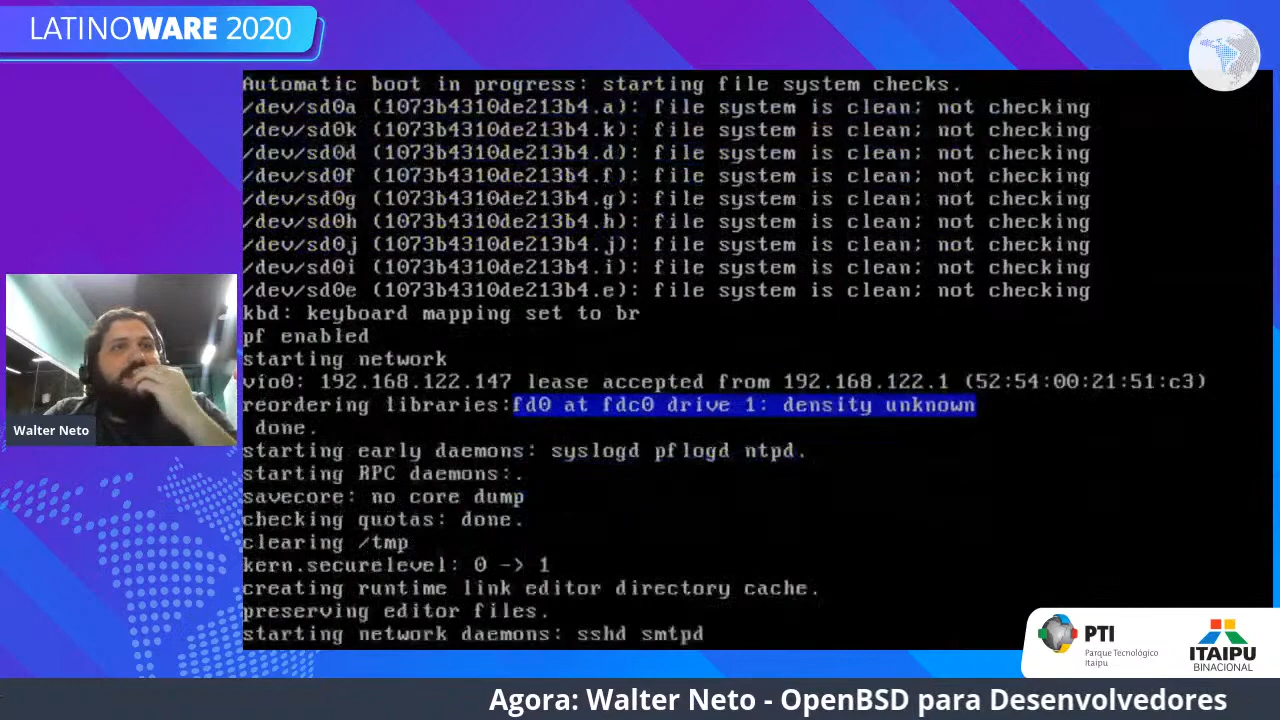 LATINOWARE 2020
Automatic boot in progress: starting file system checks.
/dev/sd0a (1073b4310de213b4.a): file system is clean; not checking
/dev/sd0k (1073b4310de213b4.k): file system is clean; not checking
/dev/sd0d (1073b4310de213b4.d): file system is clean; not checking
/dev/sd0f (1073b4310de213b4.f): file system is clean; not checking
/dev/sd0g (1073b4310de213b4.g): file system is clean; not checking
/dev/sd0h (1073b4310de213b4.h): file system is clean; not checking
/dev/sd0j (1073b4310de213b4.j): file system is clean; not checking
/dev/sd0i (1073b4310de213b4.i): file system is clean; not checking
/dev/sd0e (1073b4310de213b4.e): file system is clean; not checking
kbd: keyboard mapping set to br
pf enabled
starting network
vio0: 192.168.122.147 lease accepted from 192.168.122.1 (52:54:00:21:51:c3)
reordering libraries:fd0 at fdc0 drive 1: density unknown
done.
starting early daemons: syslogd pflogd ntpd.
starting RPC daemons:.
savecore: no core dump
checking quotas: done.
clearing /tmp
kern.securelevel: 0 -> 1
creating runtime link editor directory cache.
preserving editor files.
starting network daemons: sshd smtpd
Walter Neto
PTI
Parque Tecnológico
Itaipu
ITAIPU
BINACIONAL
Agora: Walter Neto - OpenBSD para Desenvolvedores